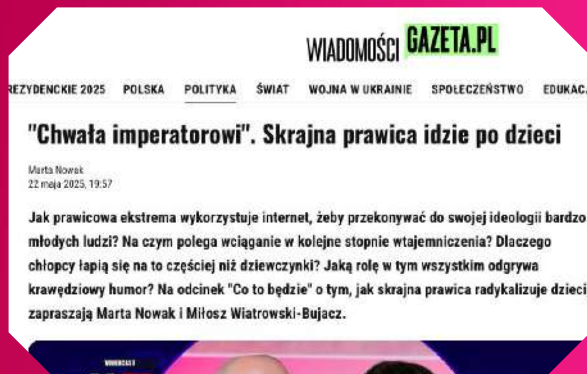 WIADOMOŚCI GAZETA.PL
REZYDENCKIE 2025 POLSKA POLITYKA ŚWIAT WOJNA W UKRAINIE SPOŁECZEŃSTWO EDUKAC
"Chwała imperatorowi". Skrajna prawica idzie po dzieci
Marta Nowak
22 maja 2025, 19:57
Jak prawicowa ekstrema wykorzystuje internet, żeby przekonywać do swojej ideologii bardzo
młodych ludzi? Na czym polega wciąganie w kolejne stopnie wtajemniczenia? Dlaczego
chłopcy łapią się na to częściej niż dziewczynki? Jaką rolę w tym wszystkim odgrywa
krawędziowy humor? Na odcinek "Co to będzie" o tym, jak skrajna prawica radykalizuje dzieci
zapraszają Marta Nowak i Miłosz Wiatrowski-Bujacz.